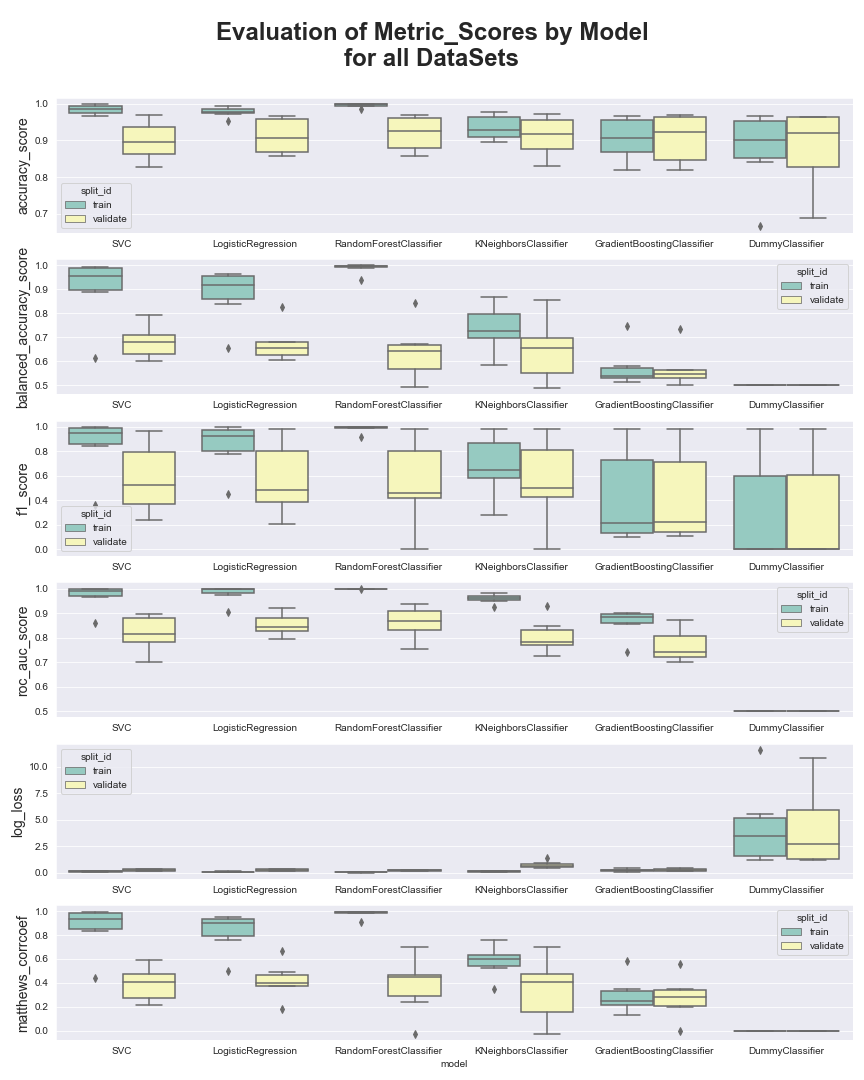 Evaluation of Metric_Scores by Model
for all DataSets
accuracy_score
1.0
0.9
0.8
0.7
split_id
train
validate
SVC LogisticRegression RandomForestClassifier KNeighborsClassifier GradientBoostingClassifier DummyClassifier
balanced_accuracy_score
1.0
0.9
0.8
0.7
0.6
0.5
split_id
train
validate
SVC LogisticRegression RandomForestClassifier KNeighborsClassifier GradientBoostingClassifier DummyClassifier
f1_score
1.0
0.8
0.6
0.4
0.2
0.0
split_id
train
validate
SVC LogisticRegression RandomForestClassifier KNeighborsClassifier GradientBoostingClassifier DummyClassifier
roc_auc_score
1.0
0.9
0.8
0.7
0.6
0.5
split_id
train
validate
SVC LogisticRegression RandomForestClassifier KNeighborsClassifier GradientBoostingClassifier DummyClassifier
log_loss
10.0
7.5
5.0
2.5
0.0
split_id
train
validate
SVC LogisticRegression RandomForestClassifier KNeighborsClassifier GradientBoostingClassifier DummyClassifier
matthews_corrcoef
1.0
0.8
0.6
0.4
0.2
0.0
split_id
train
validate
SVC LogisticRegression RandomForestClassifier KNeighborsClassifier GradientBoostingClassifier DummyClassifier
model